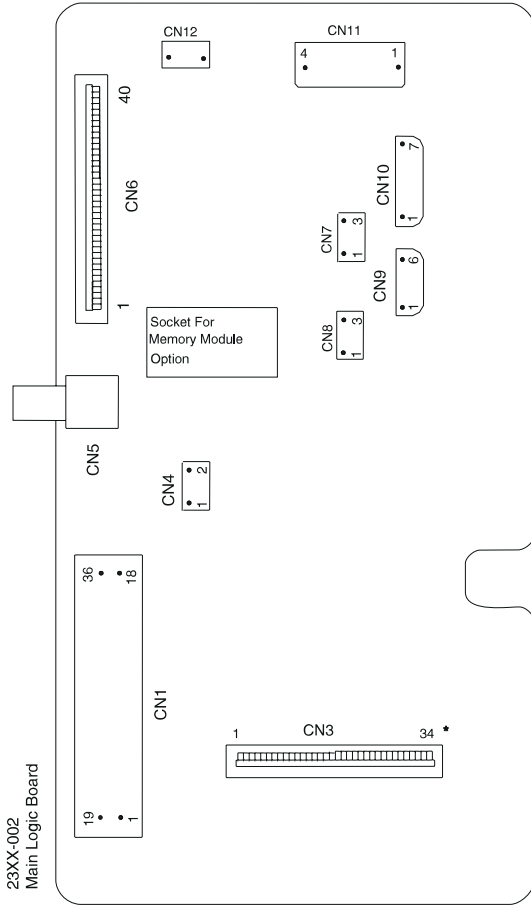 CN12
CN11
4 1
40
CN6
1
7
CN10
1
3
CN7
1
6
CN9
1
3
CN8
1
Socket For
Memory Module
Option
CN5
2
CN4
1
36
18
CN1
19
1
1 CN3 34 *
23XX-002
Main Logic Board